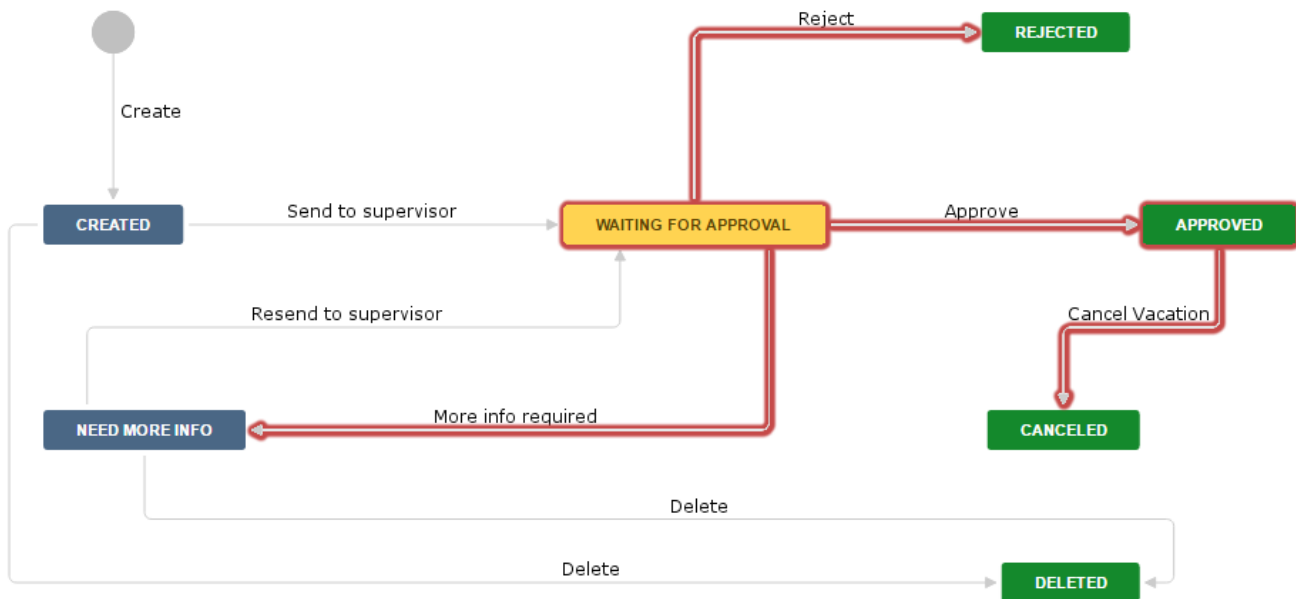 Reject
REJECTED
Create
CREATED
Send to supervisor
WAITING FOR APPROVAL
Approve
APPROVED
Resend to supervisor
Cancel Vacation
NEED MORE INFO
More info required
CANCELED
Delete
Delete
DELETED